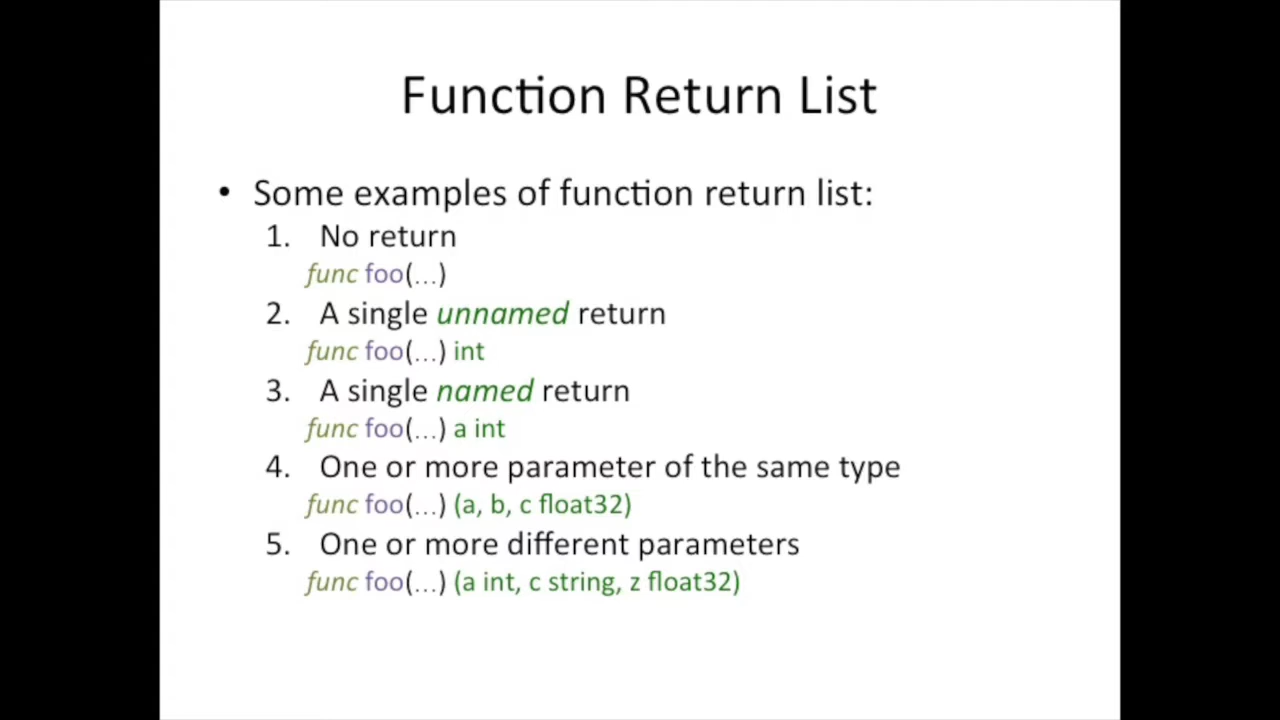 Function Return List
• Some examples of function return list:
1. No return
func foo(...)
2. A single unnamed return
func foo(...) int
3. A single named return
func foo(...) a int
4. One or more parameter of the same type
func foo(...) (a, b, c float32)
5. One or more different parameters
func foo(...) (a int, c string, z float32)